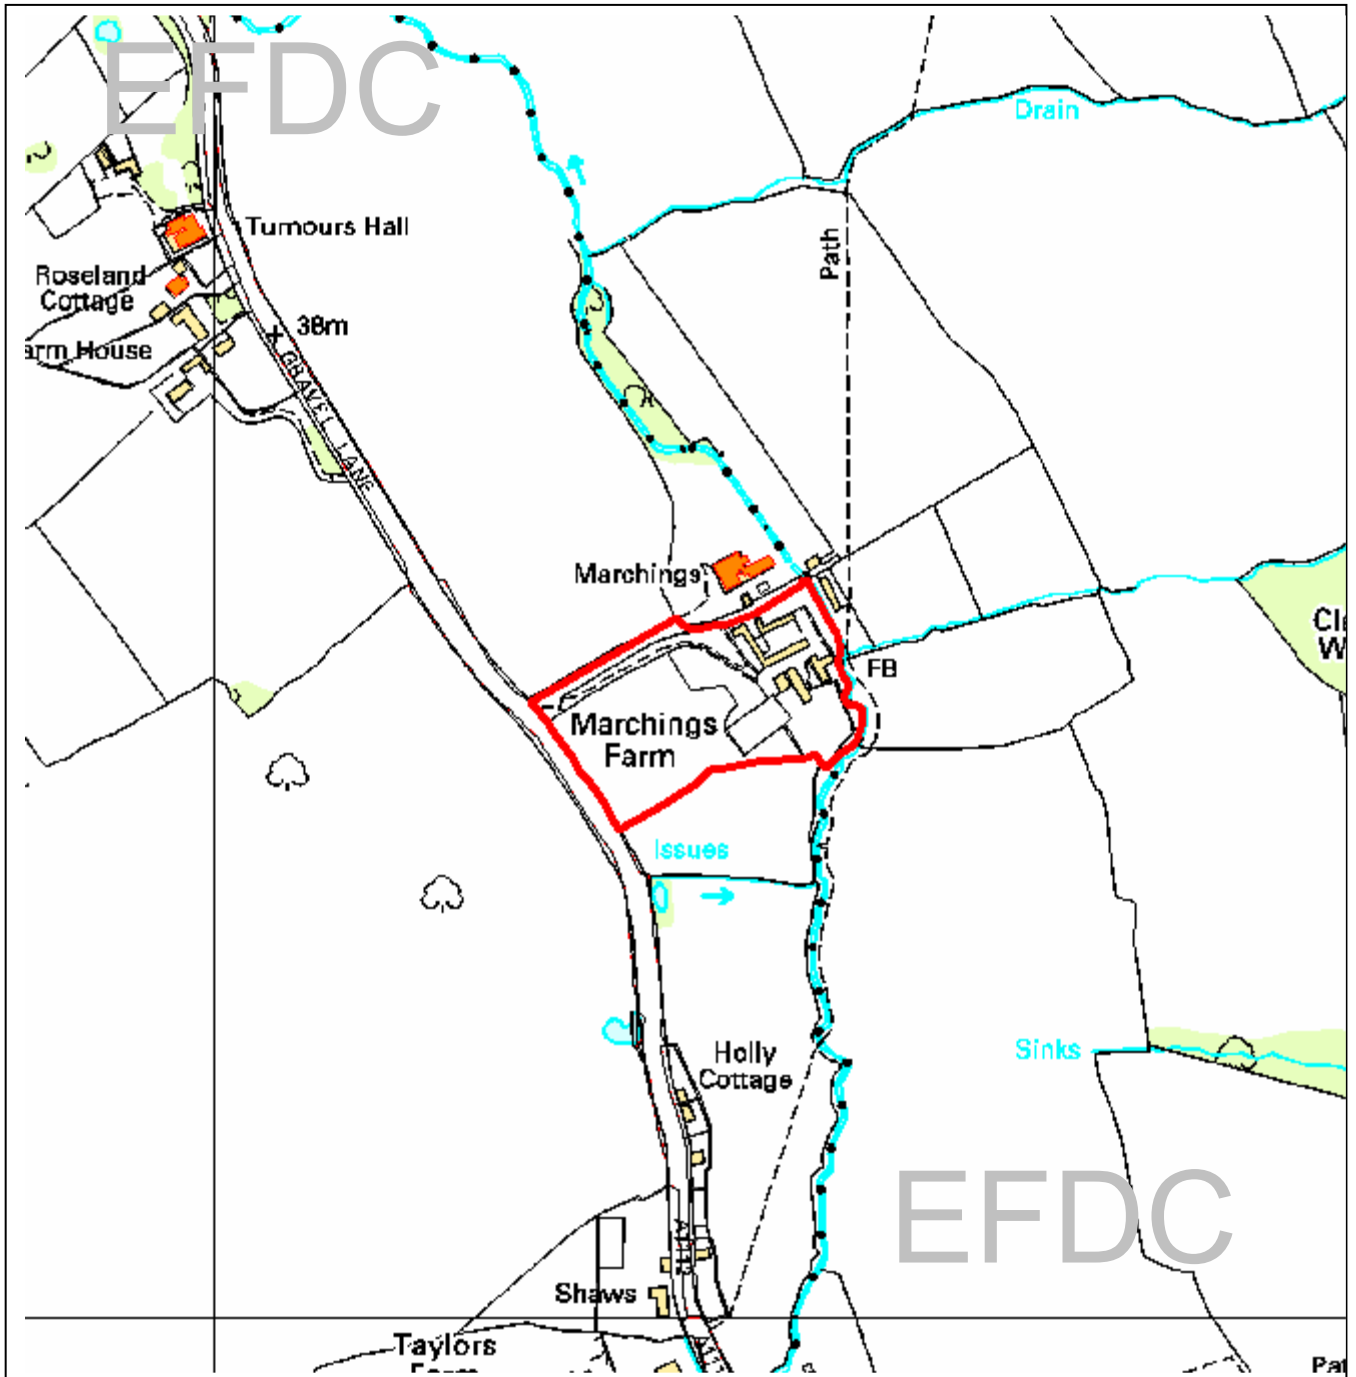 EFDC
Drain
Turnours Hall
Path
Roseland
Cottage
38m
arm House
GRAVEL LANE
Marchings
FB
Marchings
Farm
Issues
Holly
Cottage
Sinks
EFDC
A1112
Shaws
Taylors